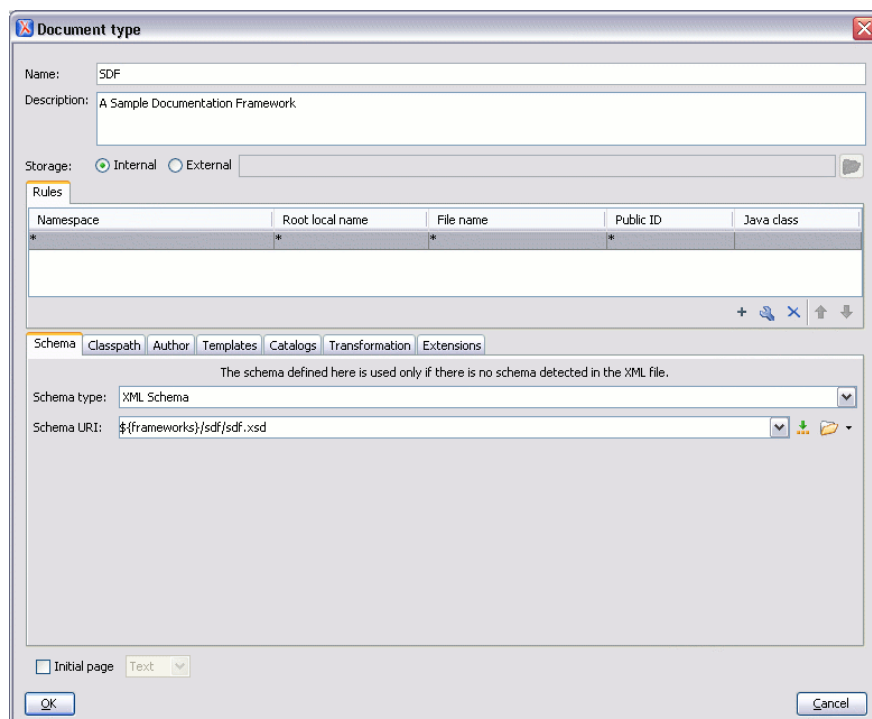 Document type
Name: SDF
Description: A Sample Documentation Framework
Storage: Internal External
Rules
Namespace Root local name File name Public ID Java class
* * * *
Schema Classpath Author Templates Catalogs Transformation Extensions
The schema defined here is used only if there is no schema detected in the XML file.
Schema type: XML Schema
Schema URI: ${frameworks}/sdf/sdf.xsd
Initial page Text
OK Cancel